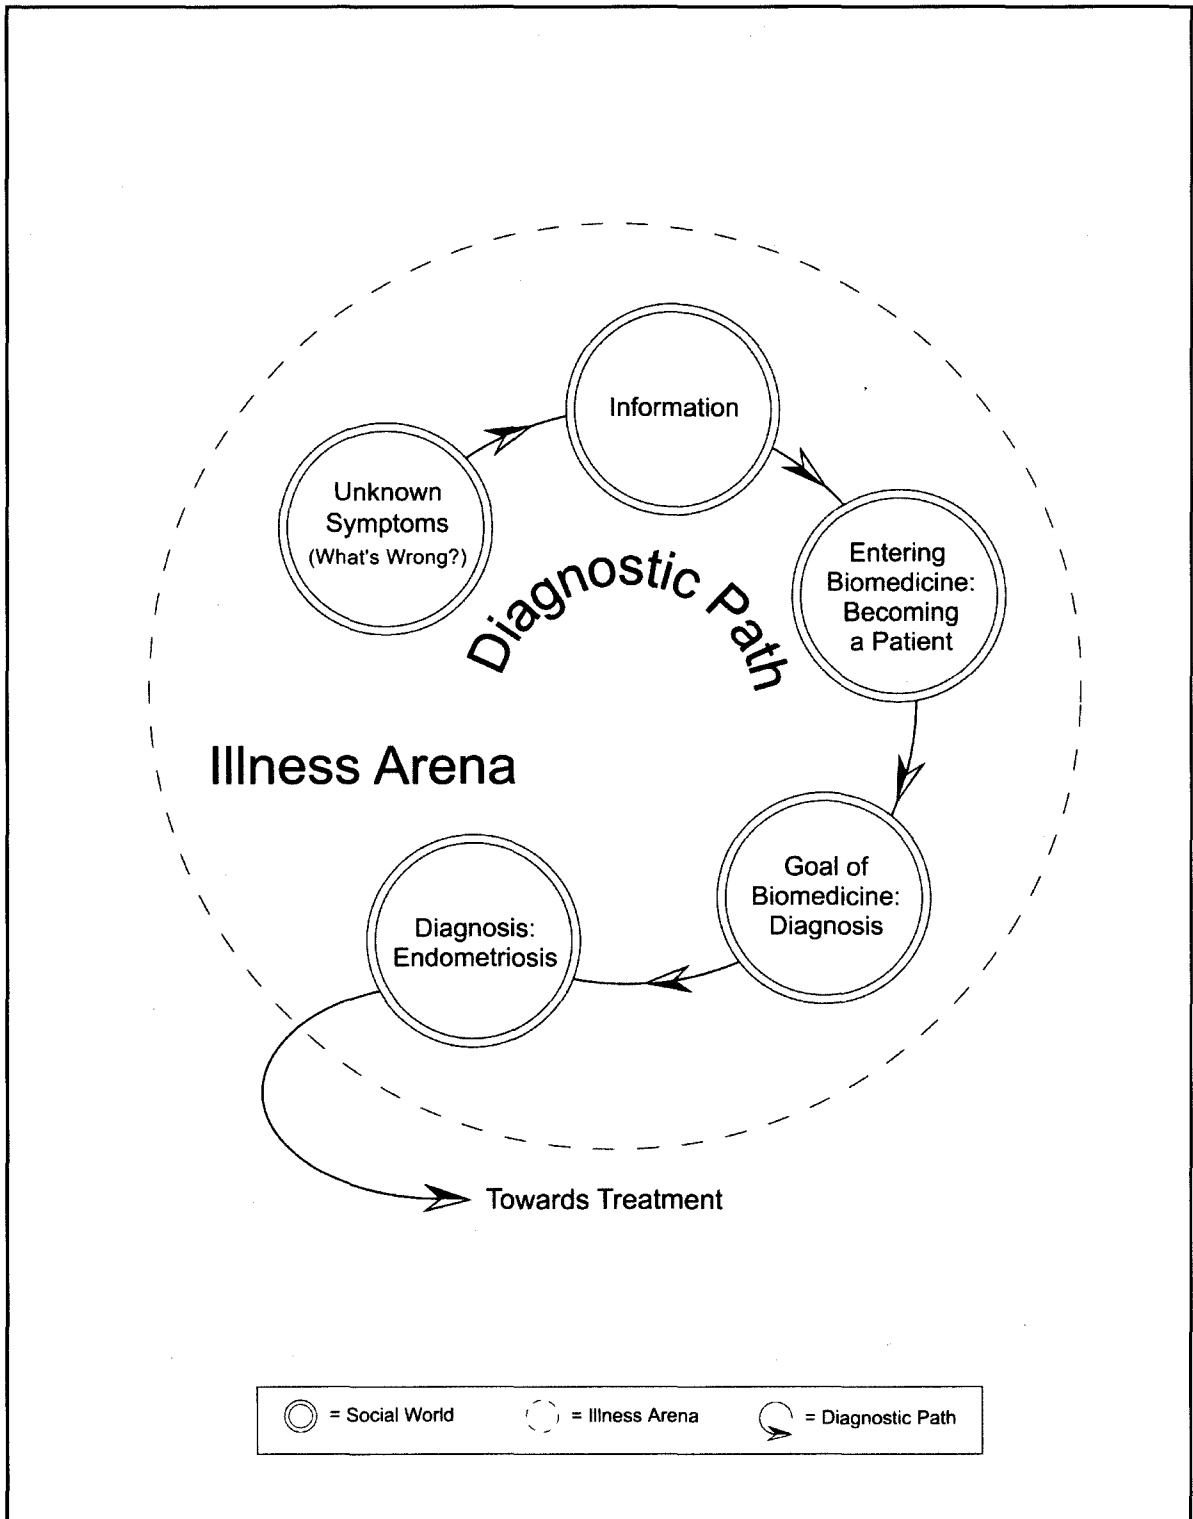 Information
Unknown
Symptoms
(What's Wrong?)
Entering
Biomedicine:
Becoming
a Patient
Diagnostic Path
Illness Arena
Goal of
Biomedicine:
Diagnosis
Diagnosis:
Endometriosis
Towards Treatment
= Social World
= Illness Arena
= Diagnostic Path